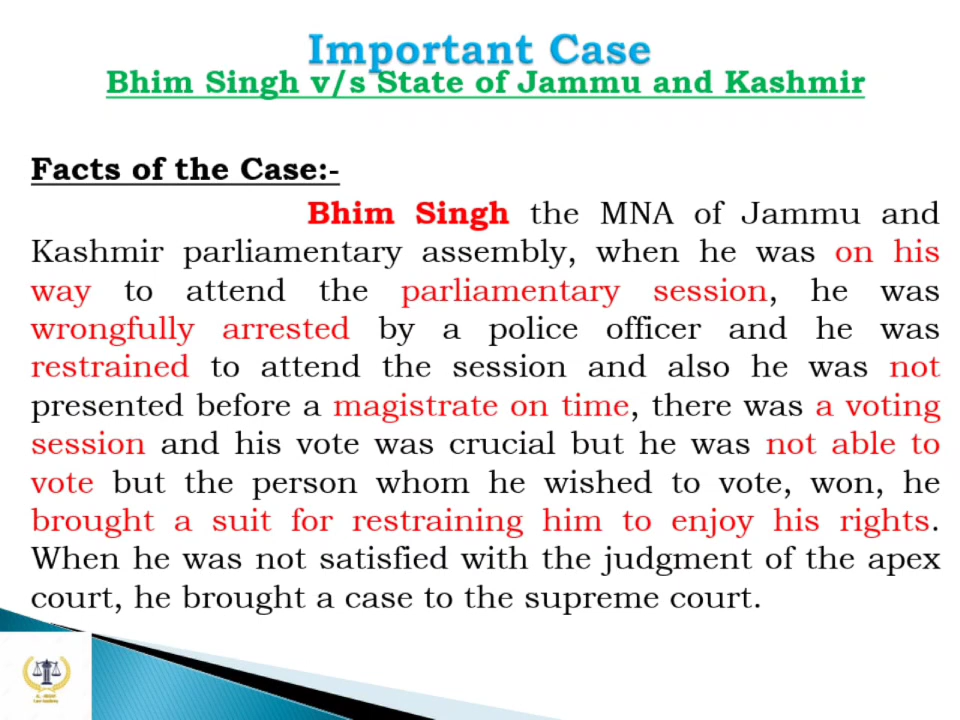 Important Case
Bhim Singh v/s State of Jammu and Kashmir
Facts of the Case:-
Bhim Singh the MNA of Jammu and
Kashmir parliamentary assembly, when he was on his
way to attend the parliamentary session, he was
wrongfully arrested by a police officer and he was
restrained to attend the session and also he was not
presented before a magistrate on time, there was a voting
session and his vote was crucial but he was not able to
vote but the person whom he wished to vote, won, he
brought a suit for restraining him to enjoy his rights.
When he was not satisfied with the judgment of the apex
court, he brought a case to the supreme court.